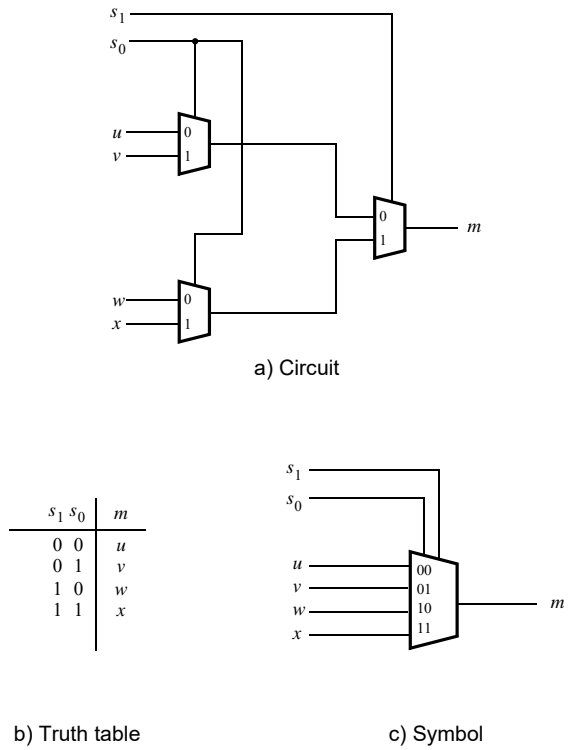 s1
s0
u 0
v 1
0 m
1
w 0
x 1
a) Circuit
s1
s0
s1 s0 m
0 0 u
0 1 v
1 0 w
1 1 x
u 00
v 01
w 10
x 11
m
b) Truth table
c) Symbol